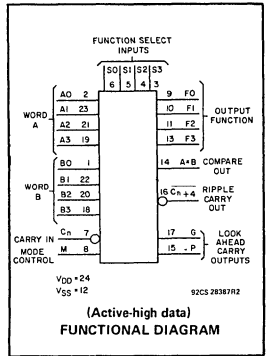 FUNCTION SELECT
INPUTS
S0 S1 S2 S3
6 5 4 3
WORD
A
A0 2
A1 23
A2 21
A3 19
9 F0
10 F1
11 F2
13 F3
OUTPUT
FUNCTION
WORD
B
B0 1
B1 22
B2 20
B3 18
14 A=B COMPARE
OUT
16 Cn+4 RIPPLE
CARRY
OUT
CARRY IN Cn 7
MODE M 8
CONTROL
17 G
15 P
LOOK
AHEAD
CARRY
OUTPUTS
VDD = 24
VSS = 12
92CS 28387R2
(Active-high data)
FUNCTIONAL DIAGRAM